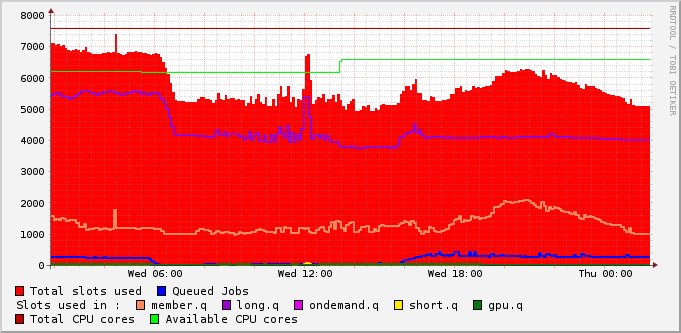 8000
7000
6000
5000
4000
3000
2000
1000
0
Wed 06:00 Wed 12:00 Wed 18:00 Thu 00:00
Total slots used Queued Jobs
Slots used in : member.q long.q ondemand.q short.q gpu.q
Total CPU cores Available CPU cores
RRDTOOL / TOBI OETIKER